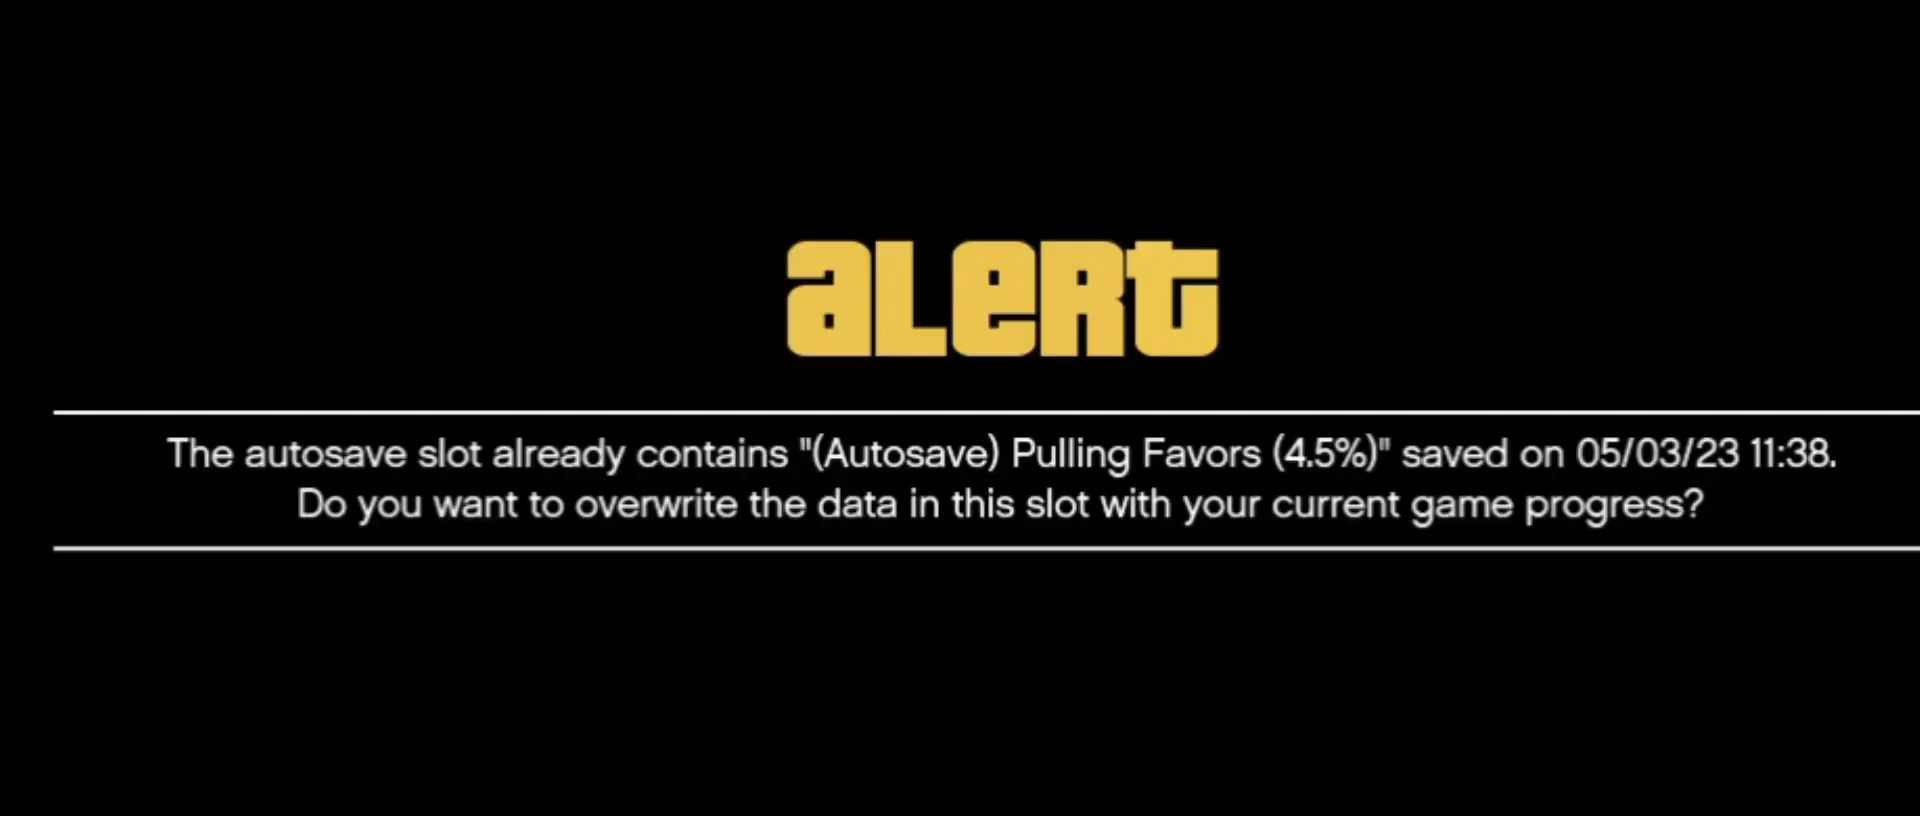 aLeRt
The autosave slot already contains "(Autosave) Pulling Favors (4.5%)" saved on 05/03/23 11:38.
Do you want to overwrite the data in this slot with your current game progress?